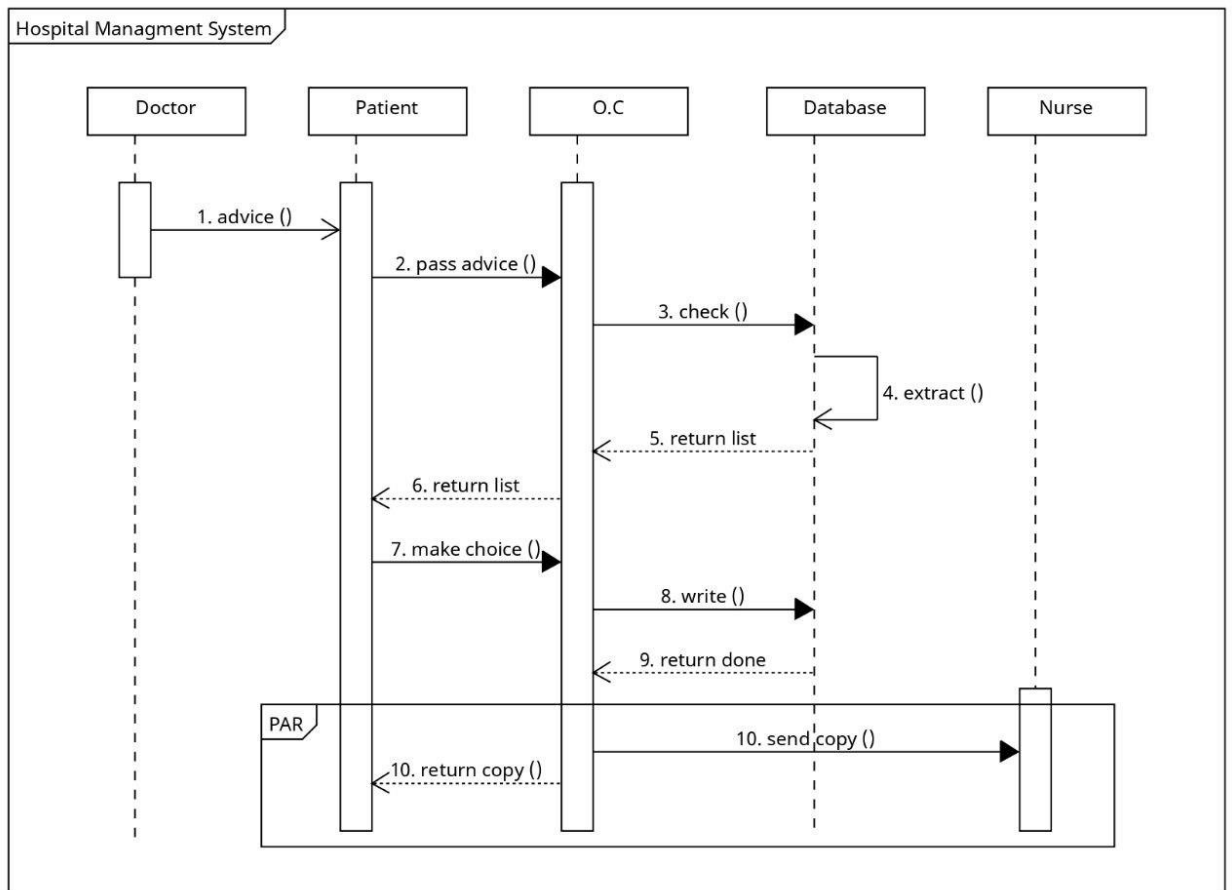 Hospital Managment System
Doctor
Patient
O.C
Database
Nurse
1. advice ()
2. pass advice ()
3. check ()
4. extract ()
5. return list
6. return list
7. make choice ()
8. write ()
9. return done
PAR
10. send copy ()
10. return copy ()